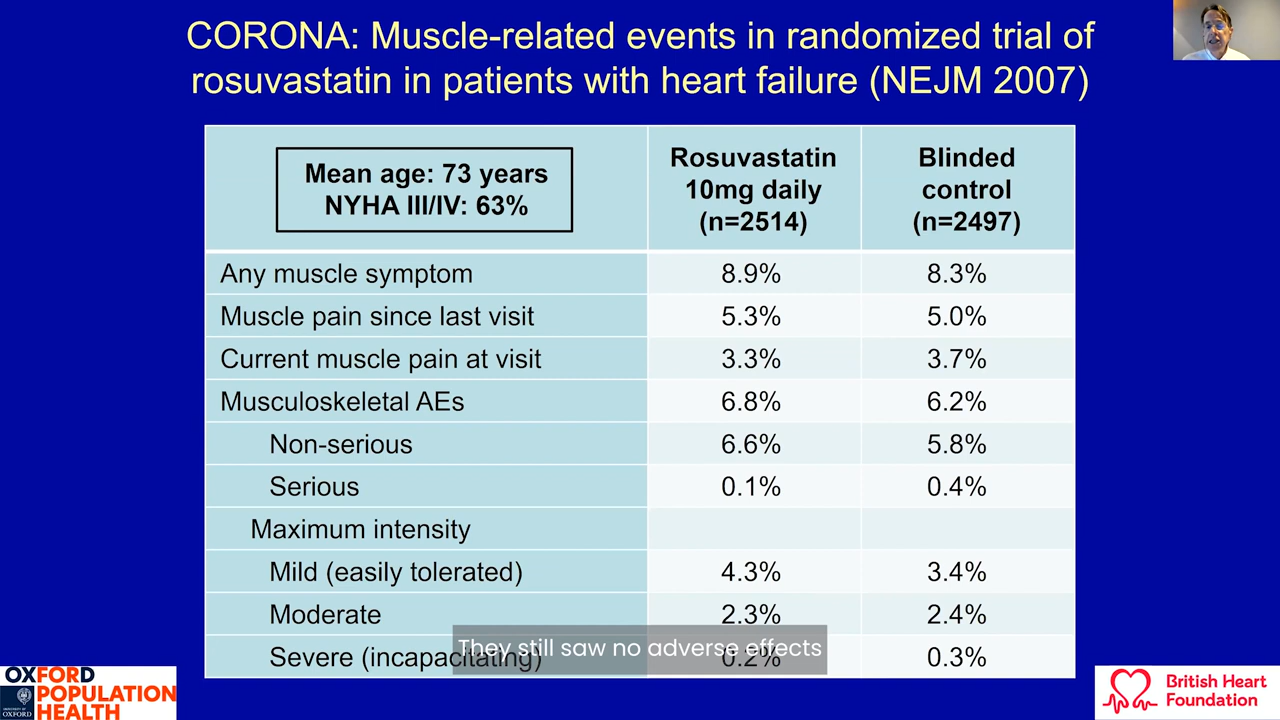 CORONA: Muscle-related events in randomized trial of
rosuvastatin in patients with heart failure (NEJM 2007)
Mean age: 73 years
NYHA III/IV: 63%
Rosuvastatin
10mg daily
(n=2514)
Blinded
control
(n=2497)
Any muscle symptom 8.9% 8.3%
Muscle pain since last visit 5.3% 5.0%
Current muscle pain at visit 3.3% 3.7%
Musculoskeletal AEs 6.8% 6.2%
Non-serious 6.6% 5.8%
Serious 0.1% 0.4%
Maximum intensity
Mild (easily tolerated) 4.3% 3.4%
Moderate 2.3% 2.4%
They still saw no adverse effects
Severe (incapacitating) 0.2% 0.3%
OXFORD
POPULATION
HEALTH
UNIVERSITY OF
OXFORD
British Heart
Foundation